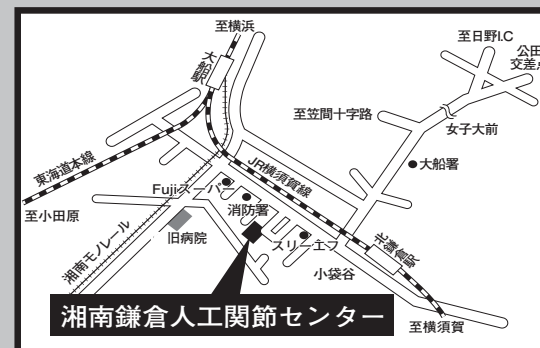 至横浜
大船駅
至日野I.C
公田
交差点
至笠間十字路
女子大前
大船署
東海道本線
JR横須賀線
Fujiスーパー
消防署
至小田原
湘南モノレール
旧病院
スリーエフ
北鎌倉駅
小袋谷
湘南鎌倉人工関節センター
至横須賀